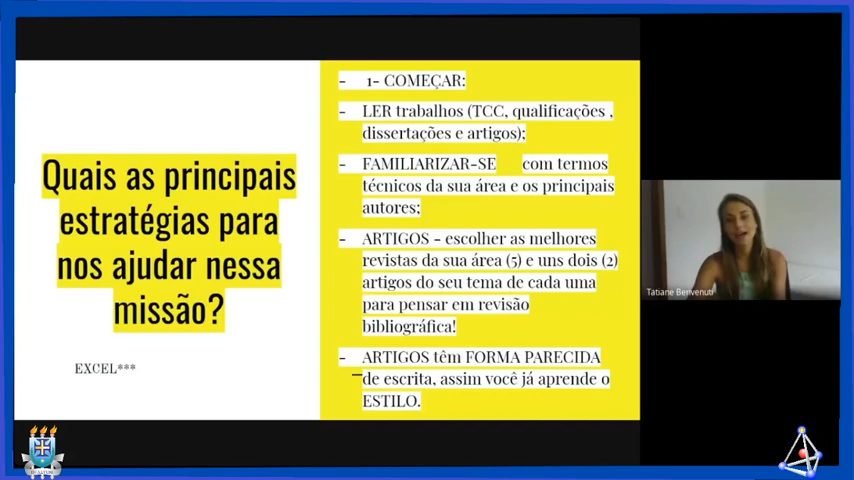 Quais as principais
estratégias para
nos ajudar nessa
missão?
EXCEL***
- 1- COMEÇAR:
- LER trabalhos (TCC, qualificações ,
dissertações e artigos);
- FAMILIARIZAR-SE com termos
técnicos da sua área e os principais
autores;
- ARTIGOS - escolher as melhores
revistas da sua área (5) e uns dois (2)
artigos do seu tema de cada uma
para pensar em revisão
bibliográfica!
- ARTIGOS têm FORMA PARECIDA
de escrita, assim você já aprende o
ESTILO.
Tatiane Benvenuti